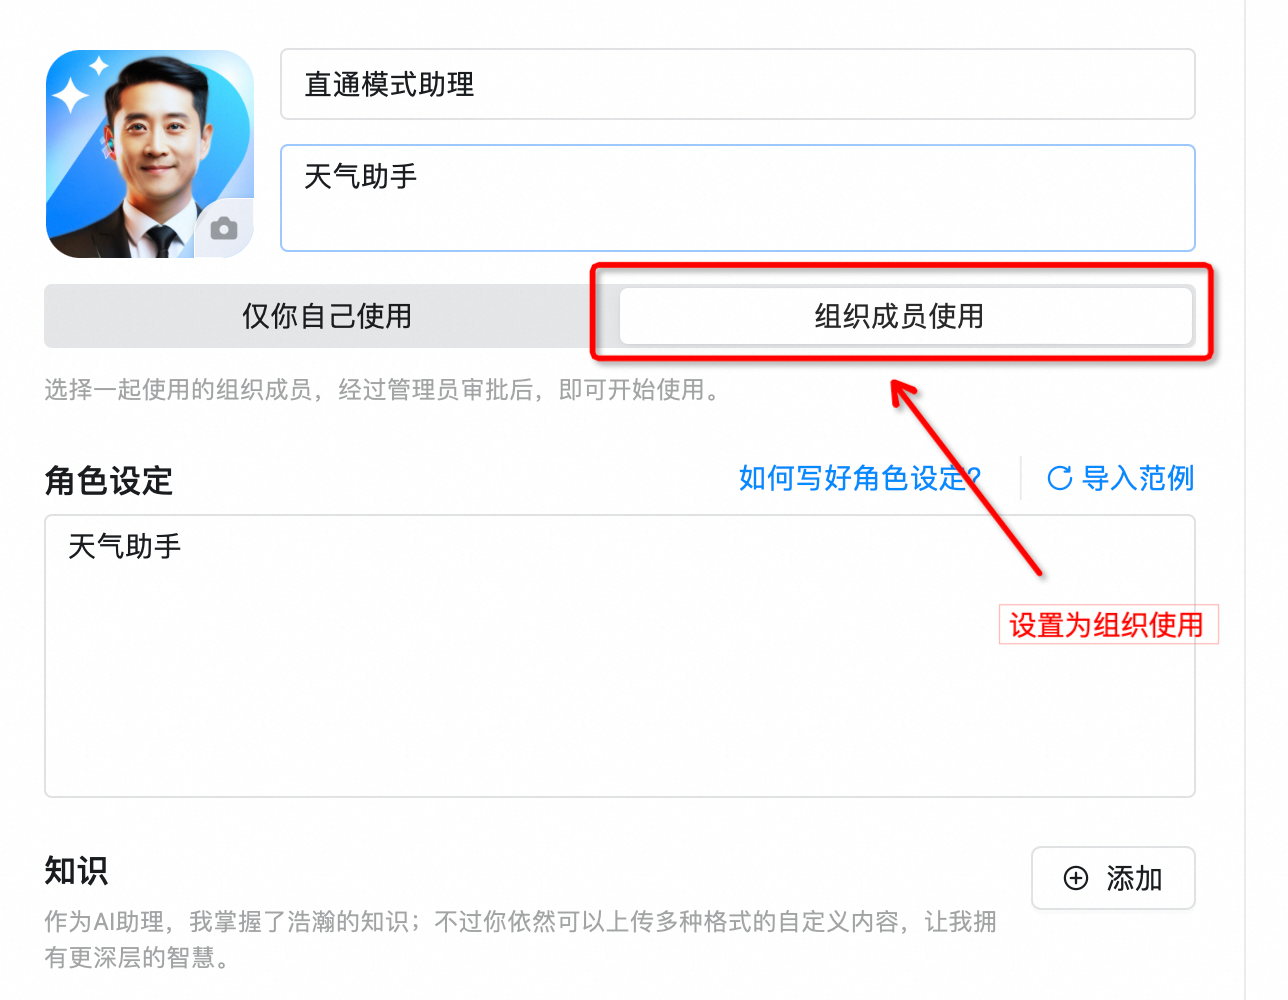 直通模式助理
天气助手
仅你自己使用
组织成员使用
选择一起使用的组织成员，经过管理员审批后，即可开始使用。
角色设定
如何写好角色设定?
导入范例
天气助手
设置为组织使用
知识
添加
作为AI助理，我掌握了浩瀚的知识；不过你依然可以上传多种格式的自定义内容，让我拥
有更深层的智慧。